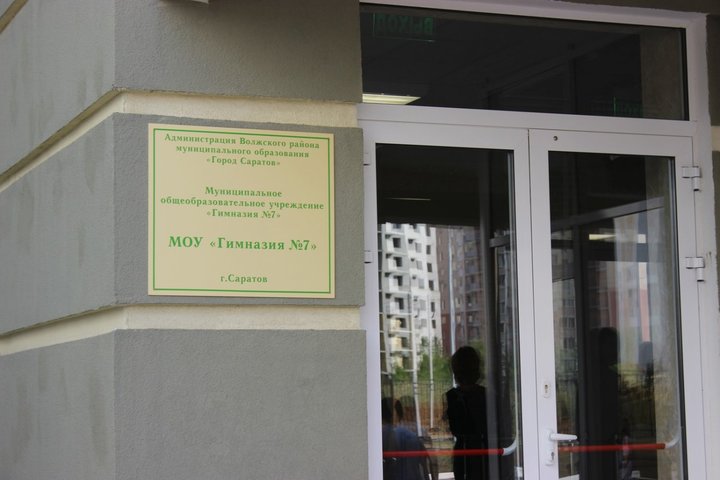 Администрация Волжского района
муниципального образования
«Город Саратов»
Муниципальное
общеобразовательное учреждение
«Гимназия №7»
МОУ «Гимназия №7»
г.Саратов
ВЫХОД